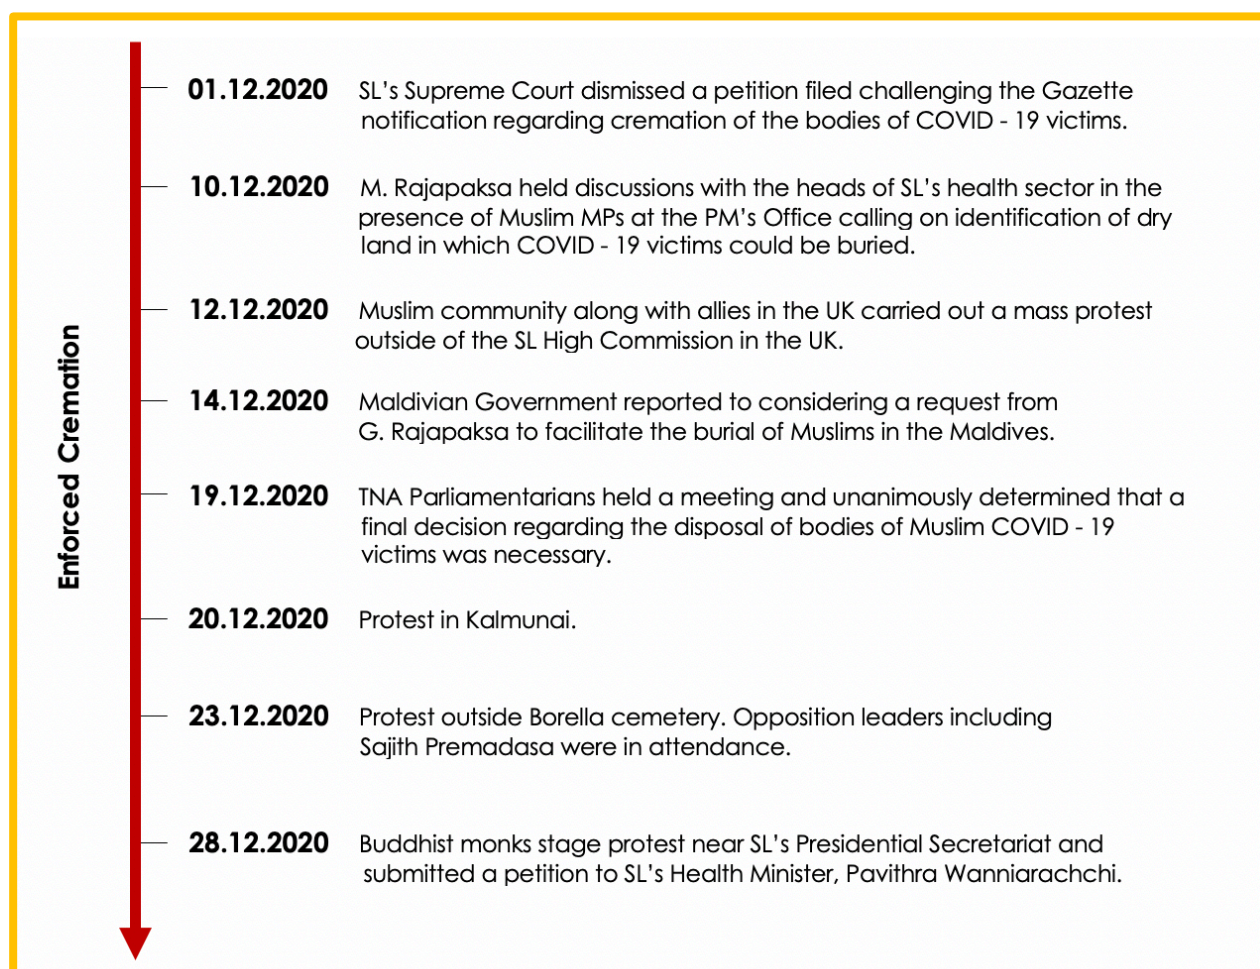 Enforced Cremation
01.12.2020 SL's Supreme Court dismissed a petition filed challenging the Gazette
notification regarding cremation of the bodies of COVID - 19 victims.
10.12.2020 M. Rajapaksa held discussions with the heads of SL's health sector in the
presence of Muslim MPs at the PM's Office calling on identification of dry
land in which COVID - 19 victims could be buried.
12.12.2020 Muslim community along with allies in the UK carried out a mass protest
outside of the SL High Commission in the UK.
14.12.2020 Maldivian Government reported to considering a request from
G. Rajapaksa to facilitate the burial of Muslims in the Maldives.
19.12.2020 TNA Parliamentarians held a meeting and unanimously determined that a
final decision regarding the disposal of bodies of Muslim COVID - 19
victims was necessary.
20.12.2020 Protest in Kalmunai.
23.12.2020 Protest outside Borella cemetery. Opposition leaders including
Sajith Premadasa were in attendance.
28.12.2020 Buddhist monks stage protest near SL's Presidential Secretariat and
submitted a petition to SL's Health Minister, Pavithra Wanniarachchi.